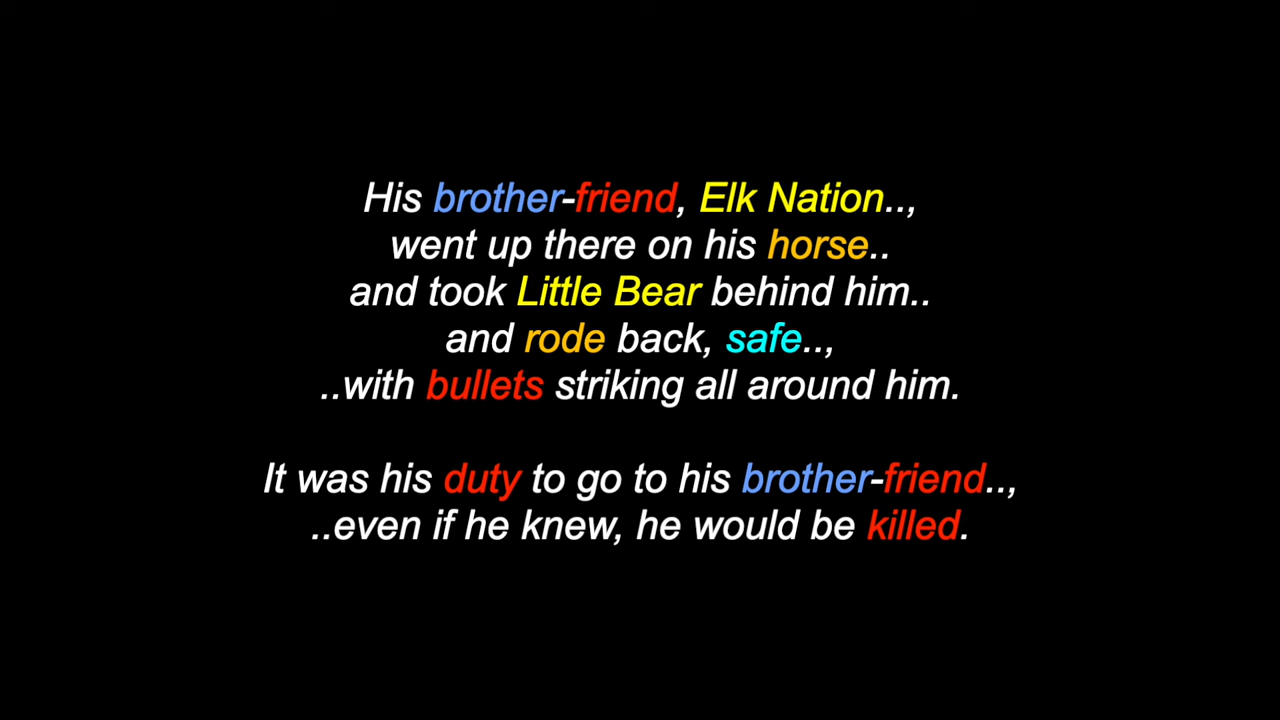 His brother-friend, Elk Nation..,
went up there on his horse..
and took Little Bear behind him..
and rode back, safe..,
..with bullets striking all around him.
It was his duty to go to his brother-friend..,
..even if he knew, he would be killed.